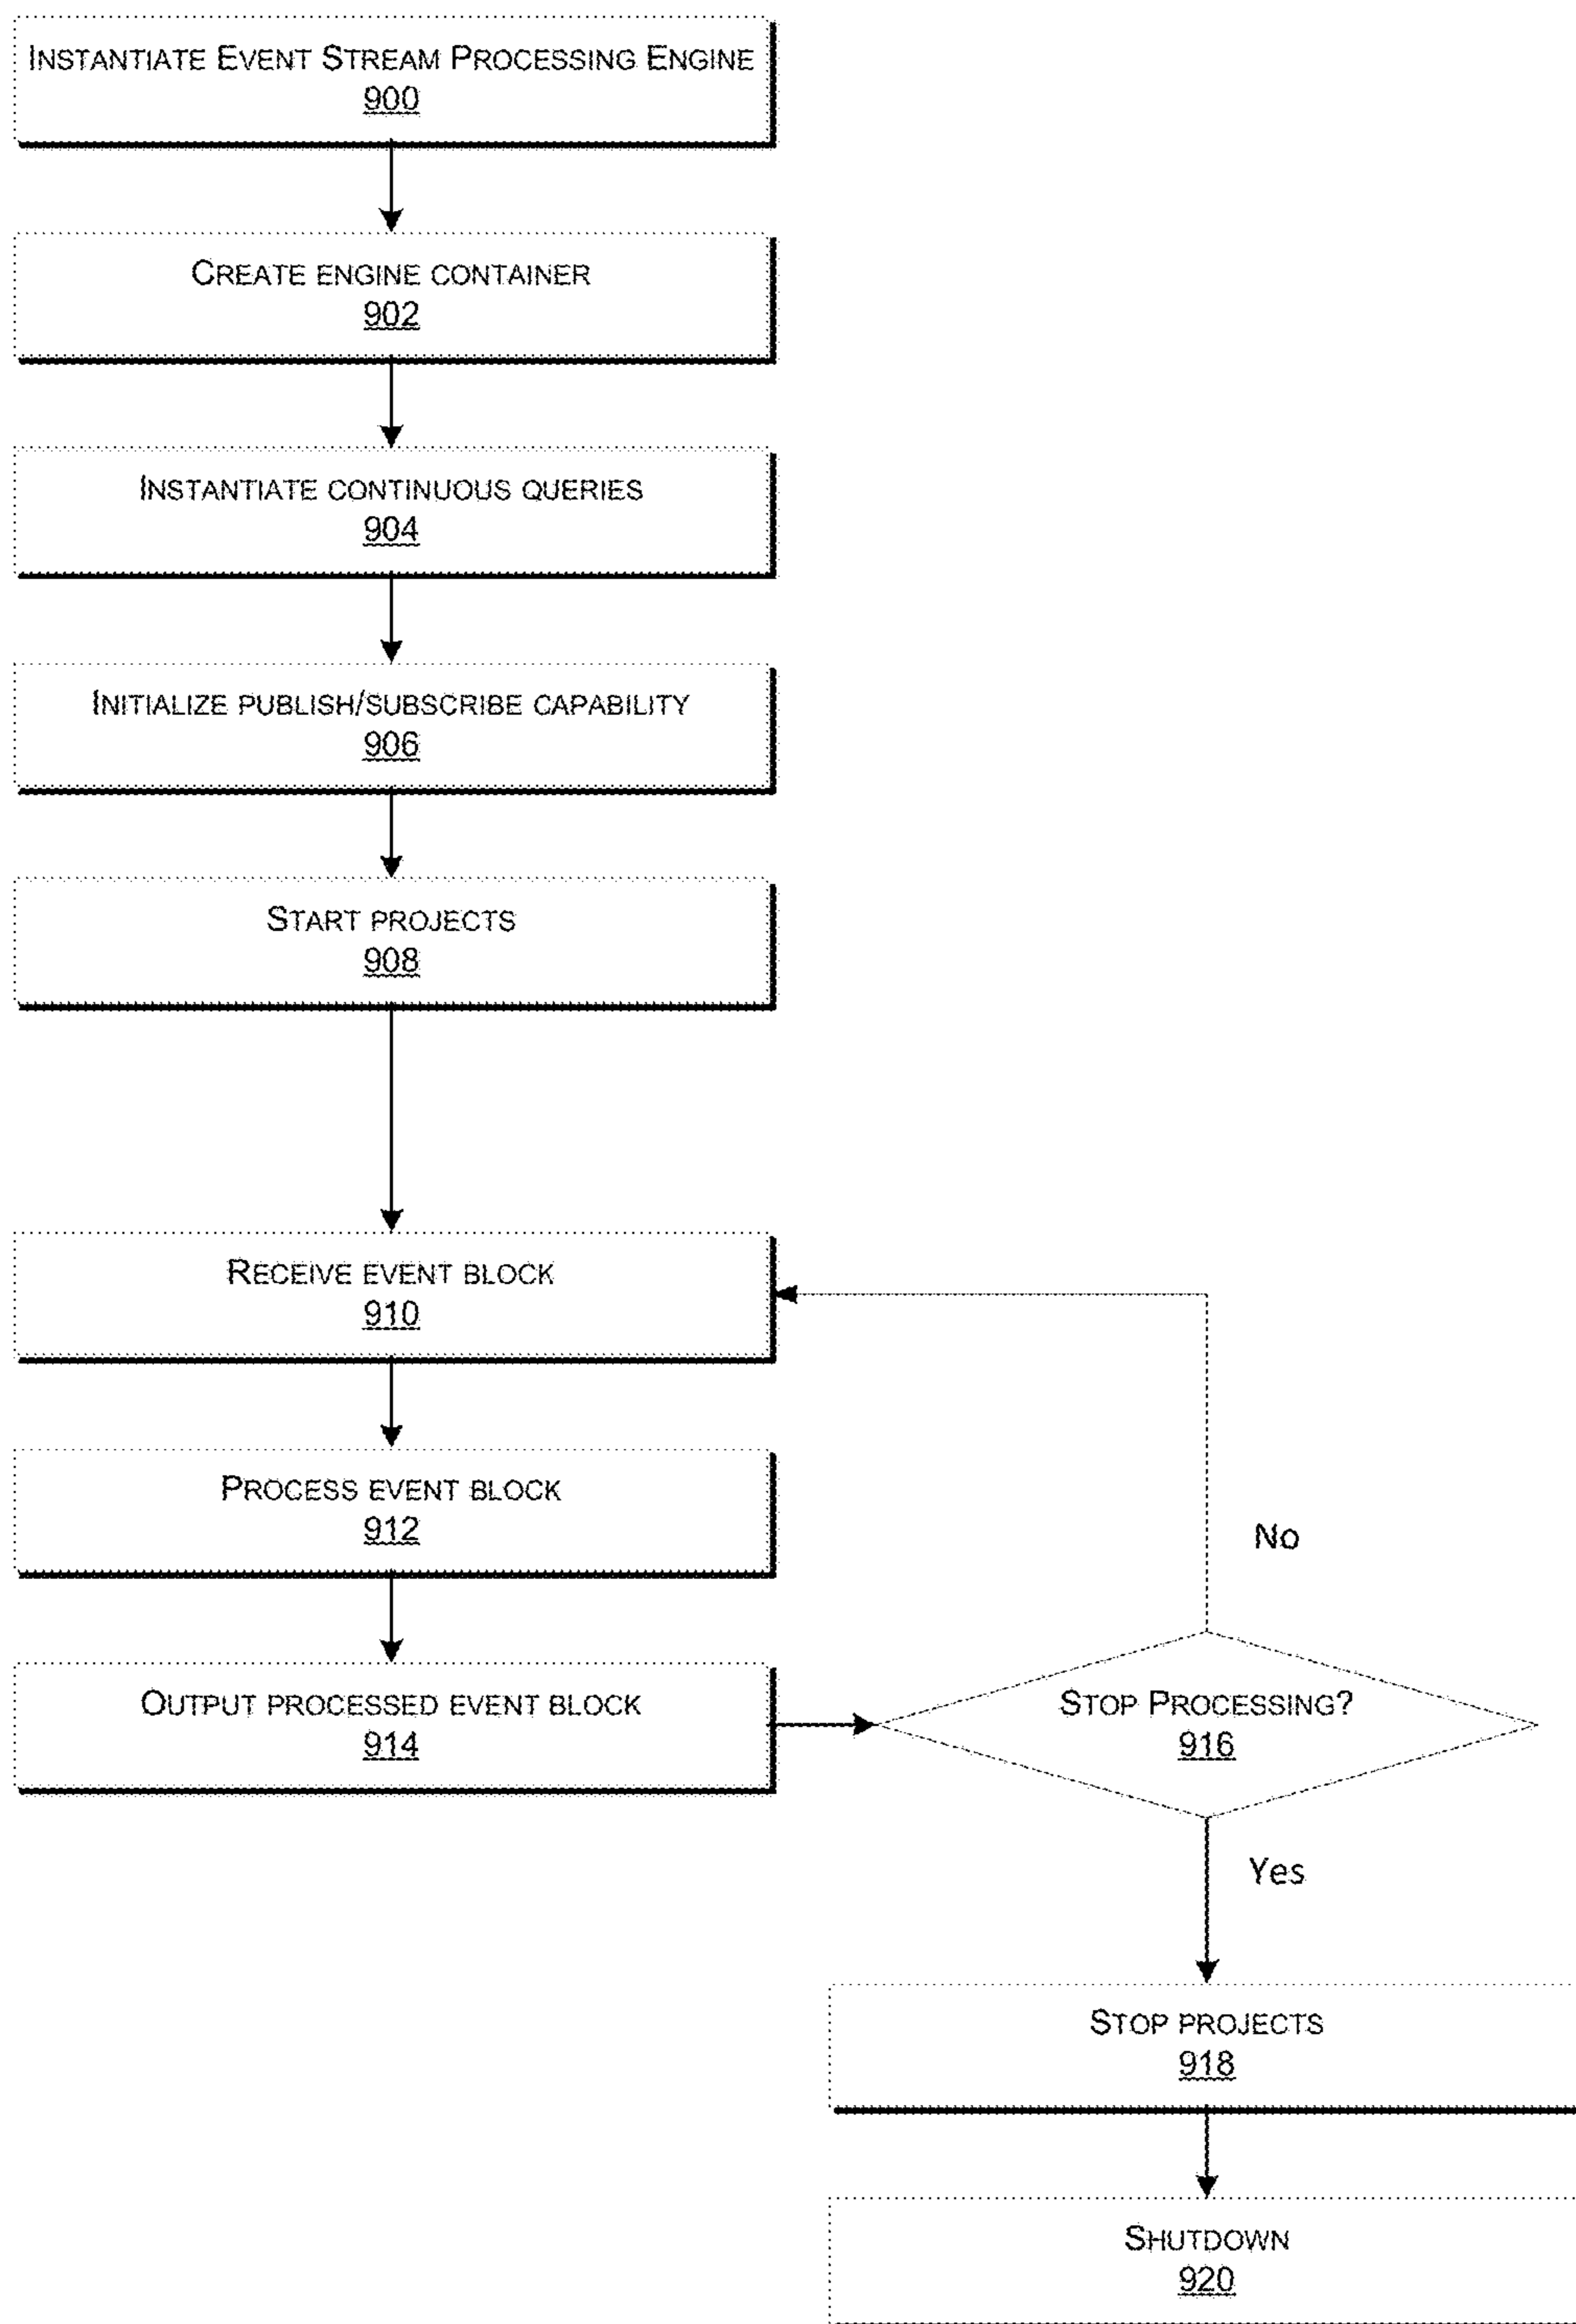 INSTANTIATE EVENT STREAM PROCESSING ENGINE
900
CREATE ENGINE CONTAINER
902
INSTANTIATE CONTINUOUS QUERIES
904
INITIALIZE PUBLISH/SUBSCRIBE CAPABILITY
906
START PROJECTS
908
RECEIVE EVENT BLOCK
910
PROCESS EVENT BLOCK
912
No
OUTPUT PROCESSED EVENT BLOCK
914
STOP PROCESSING?
916
Yes
STOP PROJECTS
918
SHUTDOWN
920